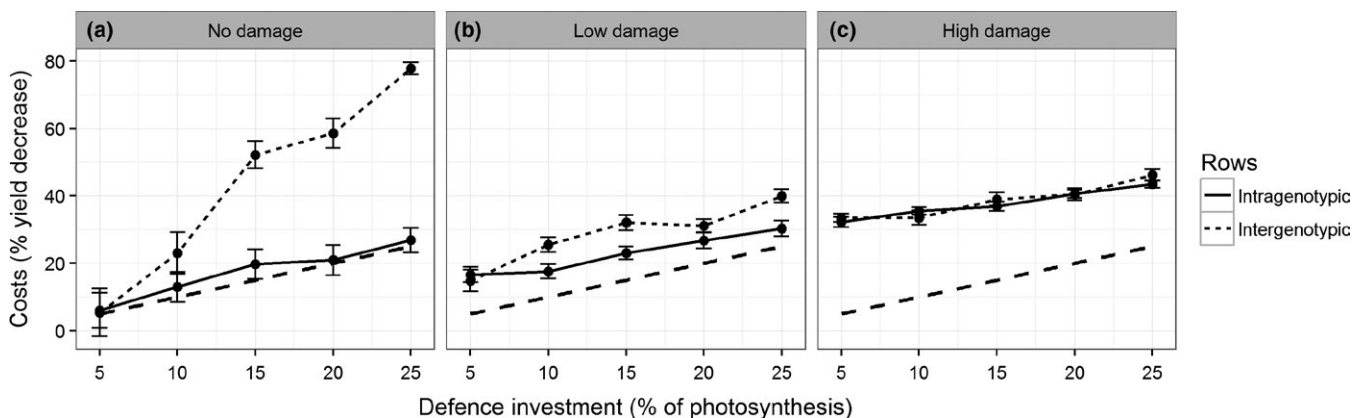 (a) No damage
(b) Low damage
(c) High damage
Costs (% yield decrease)
80
60
40
20
0
5 10 15 20 25
5 10 15 20 25
5 10 15 20 25
Defence investment (% of photosynthesis)
Rows
Intragenotypic
Intergenotypic